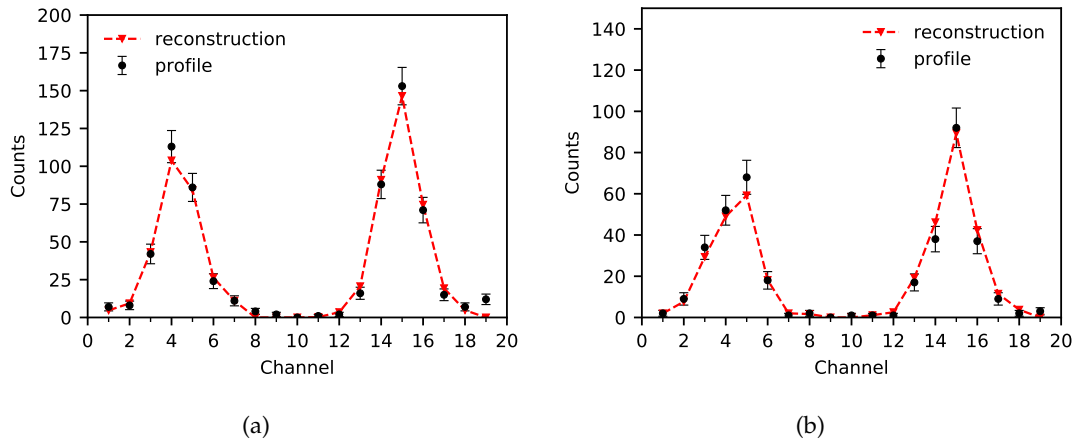 200
175
150
125
100
75
50
25
0
Counts
reconstruction
profile
0 2 4 6 8 10 12 14 16 18 20
Channel
(a)
140
120
100
80
60
40
20
0
Counts
reconstruction
profile
0 2 4 6 8 10 12 14 16 18 20
Channel
(b)